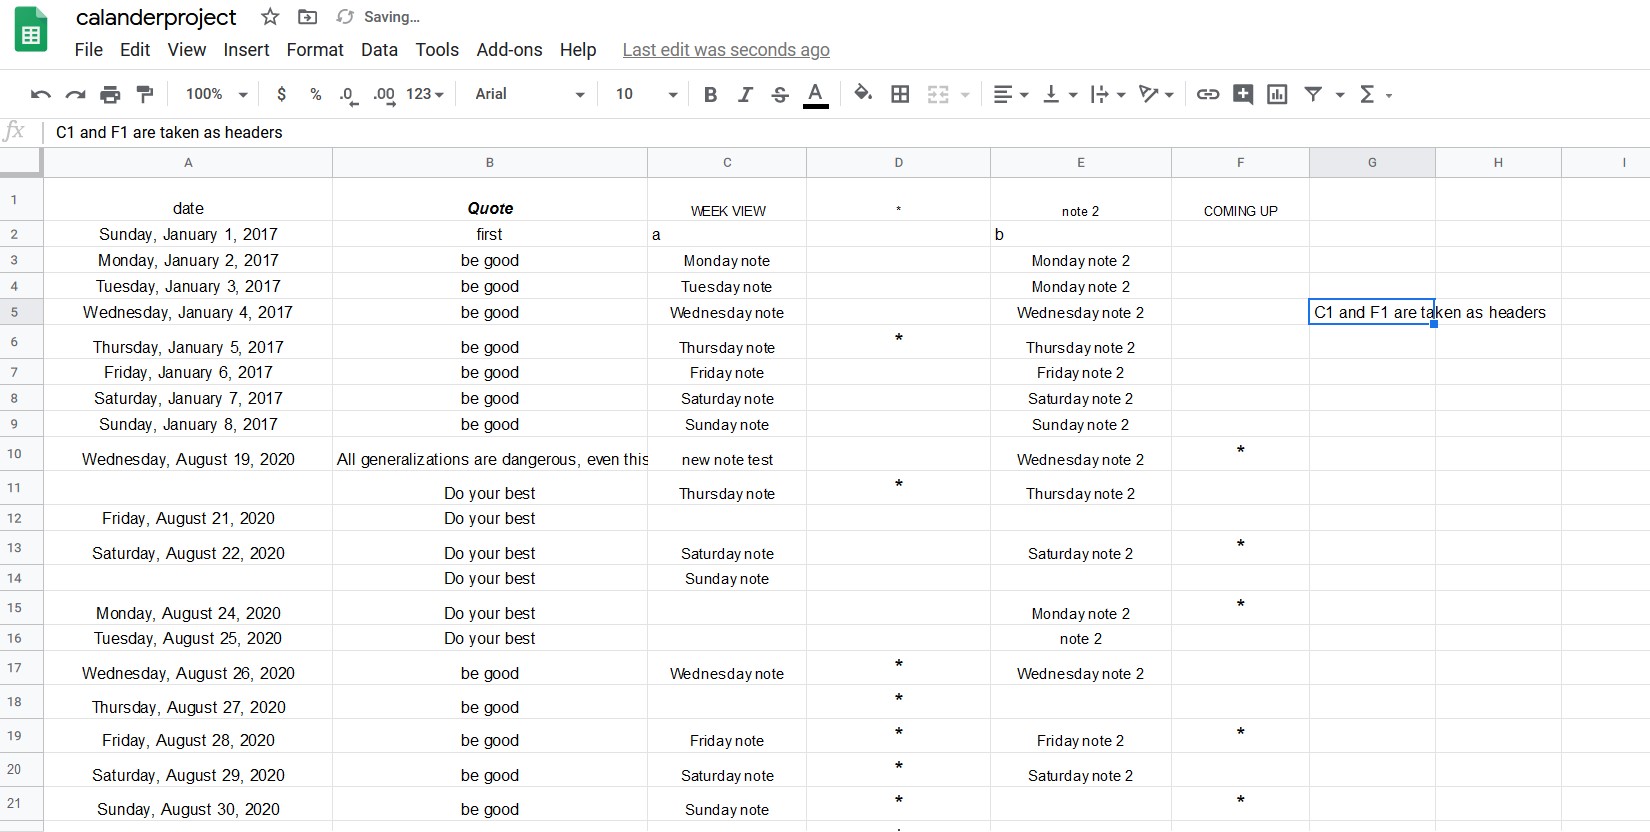 calanderproject Saving...
File Edit View Insert Format Data Tools Add-ons Help Last edit was seconds ago
100% $ % .0 .00 123 Arial 10 B I S A
fx C1 and F1 are taken as headers
A B C D E F G H I
1 date Quote WEEK VIEW * note 2 COMING UP
2 Sunday, January 1, 2017 first a b
3 Monday, January 2, 2017 be good Monday note Monday note 2
4 Tuesday, January 3, 2017 be good Tuesday note Monday note 2
5 Wednesday, January 4, 2017 be good Wednesday note Wednesday note 2 C1 and F1 are taken as headers
6 Thursday, January 5, 2017 be good Thursday note * Thursday note 2
7 Friday, January 6, 2017 be good Friday note Friday note 2
8 Saturday, January 7, 2017 be good Saturday note Saturday note 2
9 Sunday, January 8, 2017 be good Sunday note Sunday note 2
10 Wednesday, August 19, 2020 All generalizations are dangerous, even this new note test Wednesday note 2 *
11 Do your best Thursday note * Thursday note 2
12 Friday, August 21, 2020 Do your best
13 Saturday, August 22, 2020 Do your best Saturday note Saturday note 2 *
14 Do your best Sunday note
15 Monday, August 24, 2020 Do your best Monday note 2 *
16 Tuesday, August 25, 2020 Do your best note 2
17 Wednesday, August 26, 2020 be good Wednesday note * Wednesday note 2
18 Thursday, August 27, 2020 be good *
19 Friday, August 28, 2020 be good Friday note * Friday note 2 *
20 Saturday, August 29, 2020 be good Saturday note * Saturday note 2
21 Sunday, August 30, 2020 be good Sunday note * *